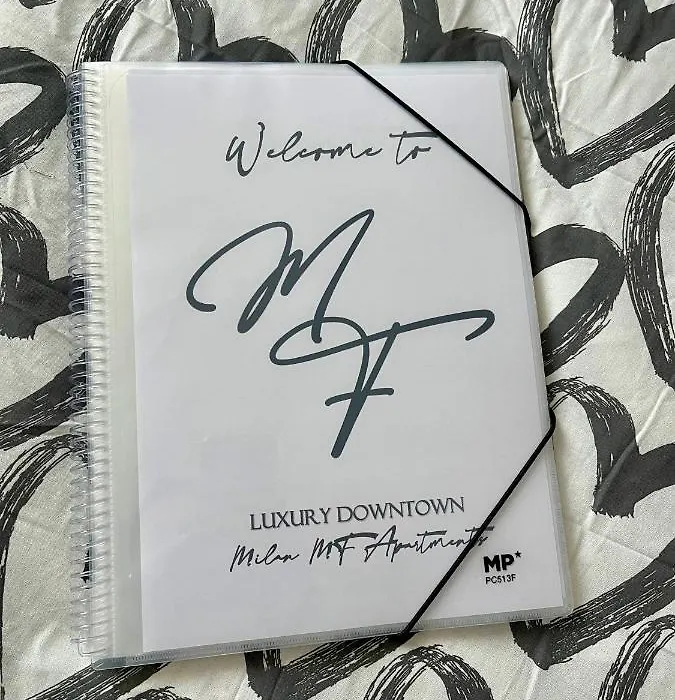 Welcome to
MF
LUXURY DOWNTOWN
Milan MF Apartments
MP*
PC513F